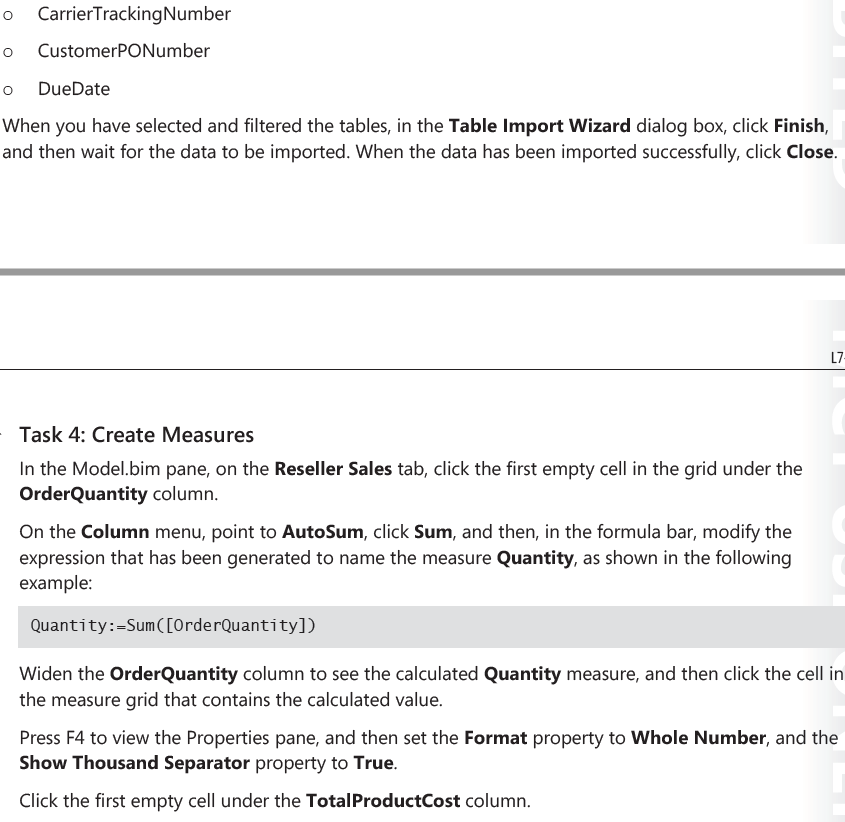 o CarrierTrackingNumber
o CustomerPONumber
o DueDate
When you have selected and filtered the tables, in the Table Import Wizard dialog box, click Finish,
and then wait for the data to be imported. When the data has been imported successfully, click Close.
L7-
Task 4: Create Measures
In the Model.bim pane, on the Reseller Sales tab, click the first empty cell in the grid under the
OrderQuantity column.
On the Column menu, point to AutoSum, click Sum, and then, in the formula bar, modify the
expression that has been generated to name the measure Quantity, as shown in the following
example:
Quantity:=Sum([OrderQuantity])
Widen the OrderQuantity column to see the calculated Quantity measure, and then click the cell in
the measure grid that contains the calculated value.
Press F4 to view the Properties pane, and then set the Format property to Whole Number, and the
Show Thousand Separator property to True.
Click the first empty cell under the TotalProductCost column.